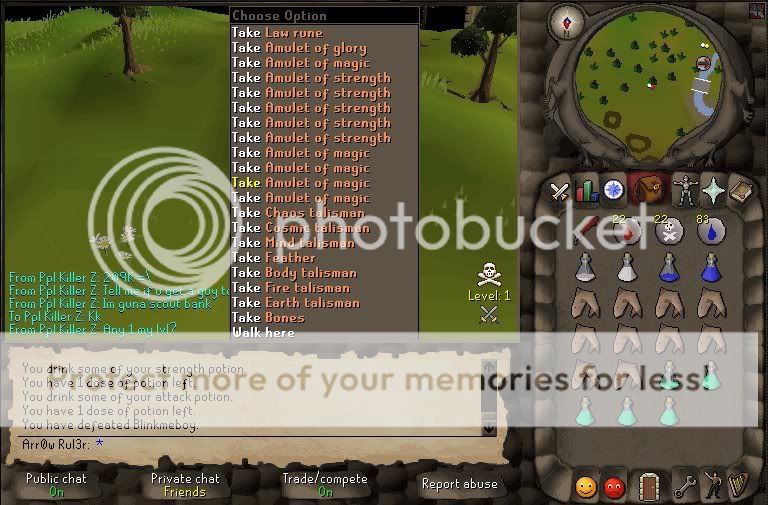 Choose Option
Take Law rune
Take Amulet of glory
Take Amulet of magic
Take Amulet of strength
Take Amulet of strength
Take Amulet of strength
Take Amulet of strength
Take Amulet of strength
Take Amulet of magic
Take Amulet of magic
Take Amulet of magic
Take Amulet of magic
Take Chaos talisman
Take Cosmic talisman
Take Mind talisman
Take Feather
Take Body talisman
Take Fire talisman
Take Earth talisman
Take Bones
Walk here
N
22
22
83
photobucket
Level: 1
From Ppl Killer Z: 209K =\
From Ppl Killer Z: Tell me if u get a guy to
From Ppl Killer Z: Im guna scout bank
To Ppl Killer Z: Kk
From Ppl Killer Z: Any 1 my lvl?
more of your memories for less!
You drink some of your strength potion.
You have 1 dose of potion left.
You drink some of your attack potion.
You have 1 dose of potion left.
You have defeated Blinkmeboy.
Arr0w Rul3r: *
Public chat
On
Private chat
Friends
Trade/compete
On
Report abuse